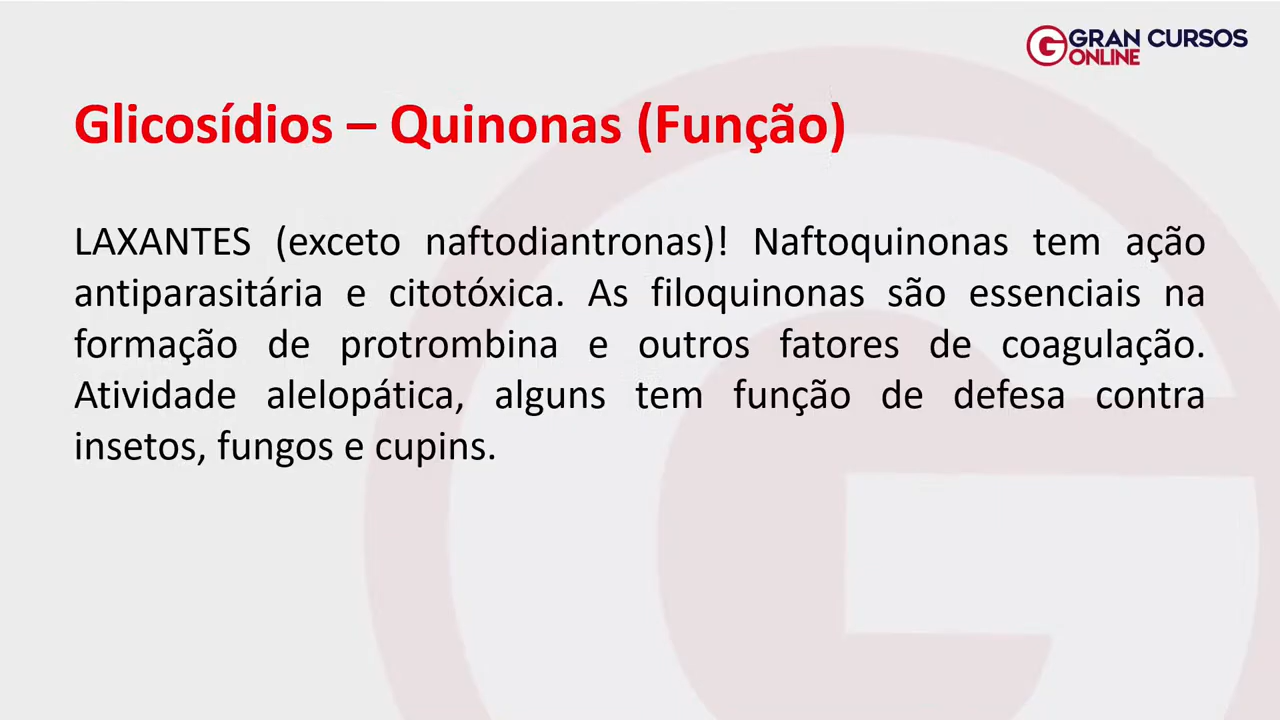 GRAN CURSOS
ONLINE
Glicosídios – Quinonas (Função)
LAXANTES (exceto naftodiantronas)! Naftoquinonas tem ação
antiparasitária e citotóxica. As filoquinonas são essenciais na
formação de protrombina e outros fatores de coagulação.
Atividade alelopática, alguns tem função de defesa contra
insetos, fungos e cupins.